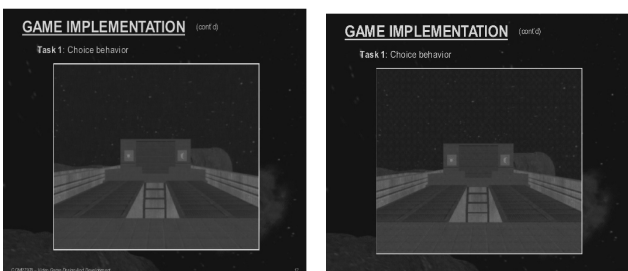 GAME IMPLEMENTATION (cont'd)
Task 1: Choice behavior
GAME IMPLEMENTATION (cont'd)
Task 1: Choice behavior